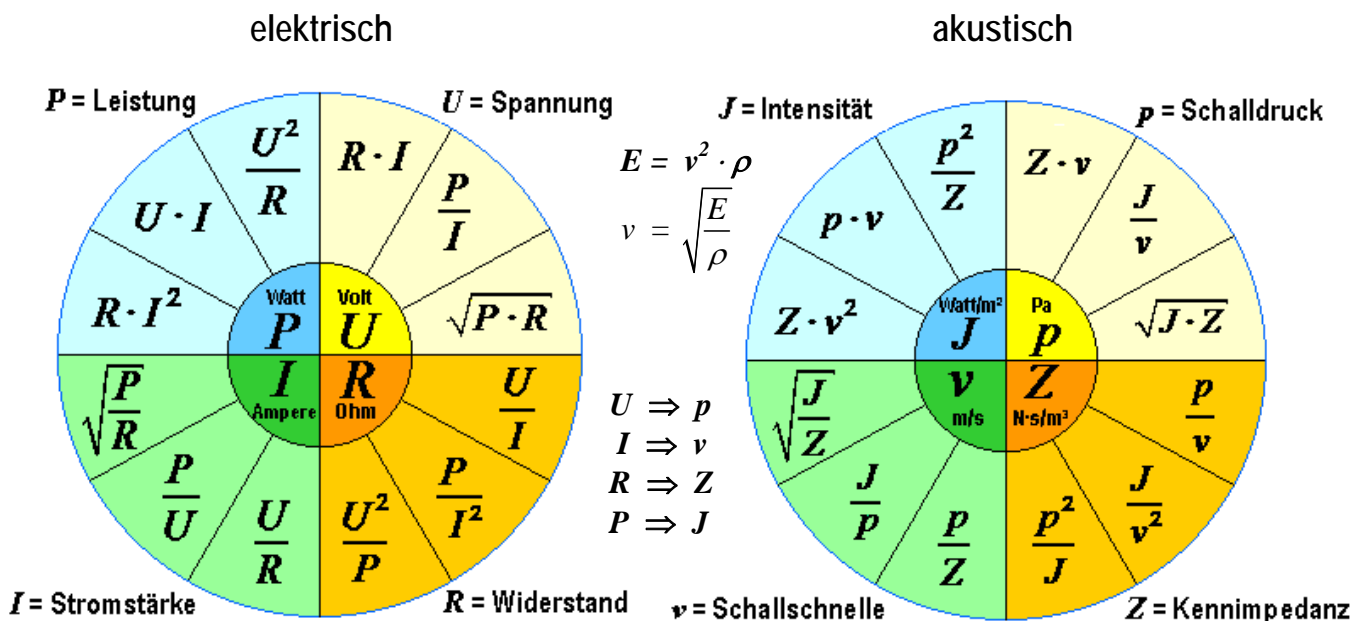 elektrisch
akustisch
P = Leistung
U = Spannung
U²/R
R · I
U · I
P/I
R · I²
√(P · R)
Watt
P
Volt
U
I
Ampere
R
Ohm
√(P/R)
U/I
P/U
P/I²
U/R
U²/P
I = Stromstärke
R = Widerstand
E = v² · ρ
v = √(E/ρ)
U ⇒ p
I ⇒ v
R ⇒ Z
P ⇒ J
J = Intensität
p = Schalldruck
p²/Z
Z · v
p · v
J/v
Z · v²
√(J · Z)
Watt/m²
J
Pa
p
v
m/s
Z
N·s/m³
√(J/Z)
p/v
J/p
J/v²
p/Z
p²/J
v = Schallschnelle
Z = Kennimpedanz